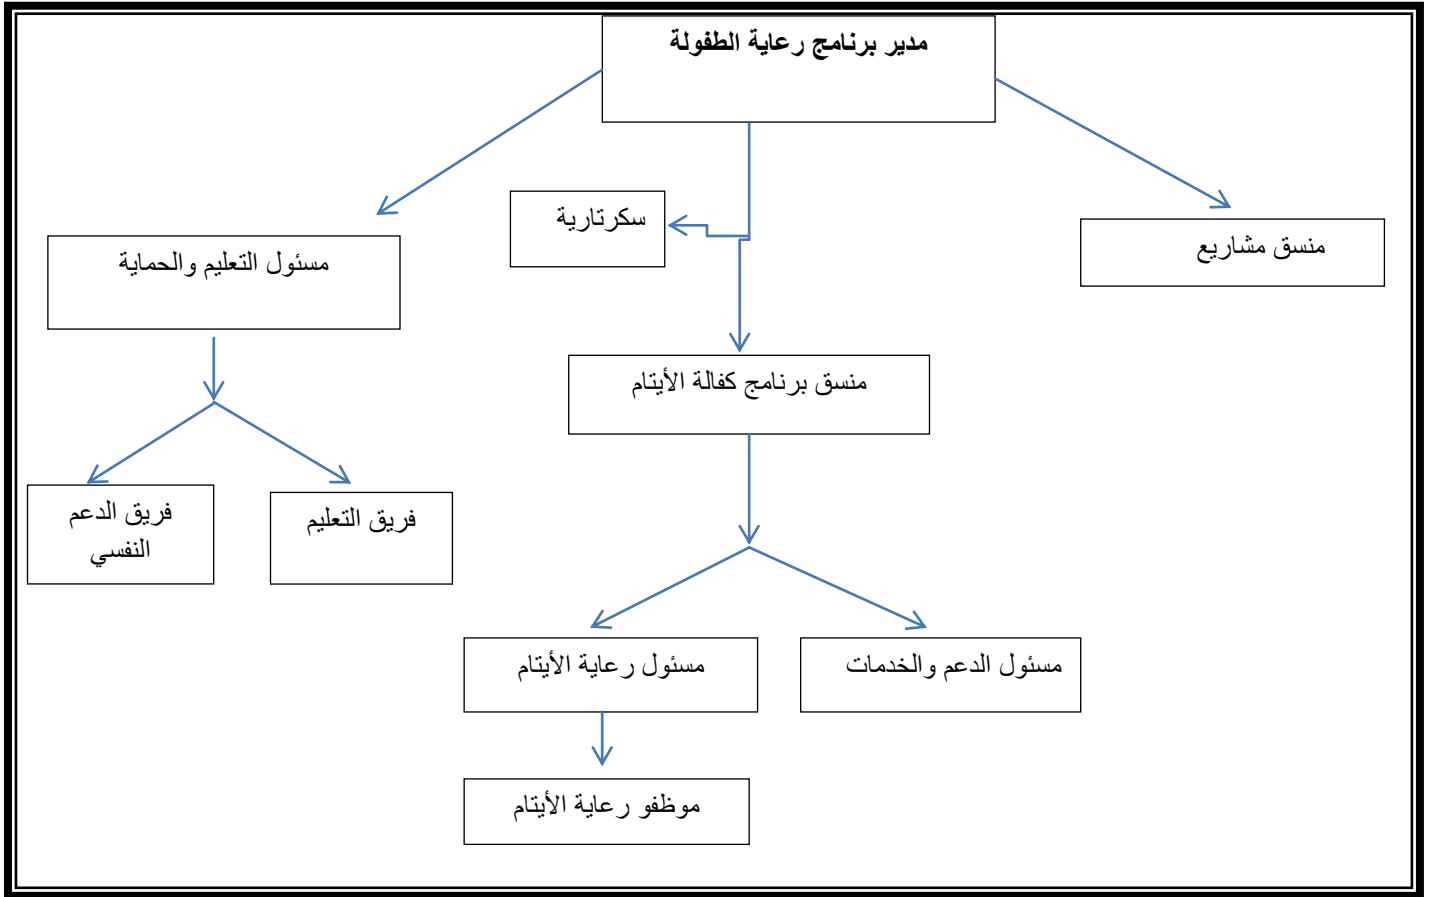 مدير برنامج رعاية الطفولة
سكرتارية
منسق مشاريع
مسئول التعليم والحماية
منسق برنامج كفالة الأيتام
فريق التعليم
فريق الدعم
النفسي
مسئول الدعم والخدمات
مسئول رعاية الأيتام
موظفو رعاية الأيتام